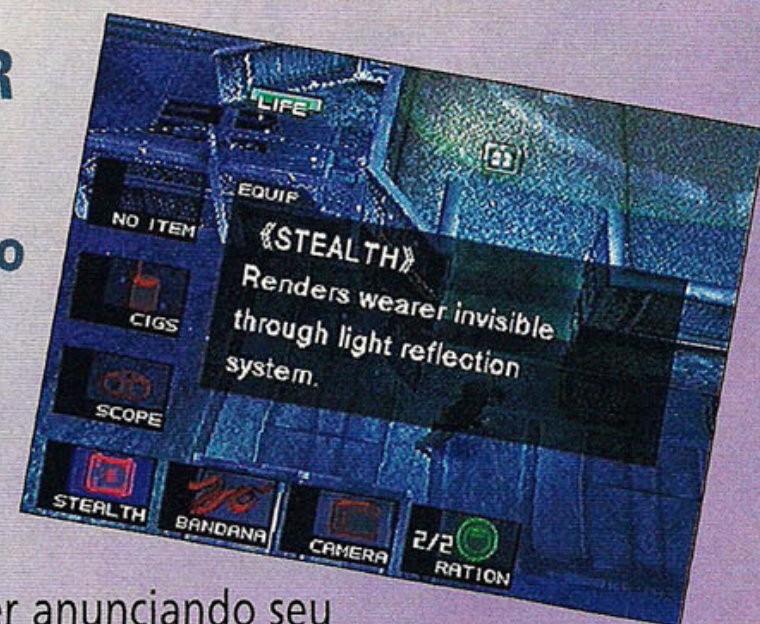 R
o
LIFE
EQUIP
NO ITEM
《STEALTH》
Renders wearer invisible
through light reflection
system.
CIGS
SCOPE
STEALTH
BANDANA
CAMERA
2/2
RATION
er anunciando seu